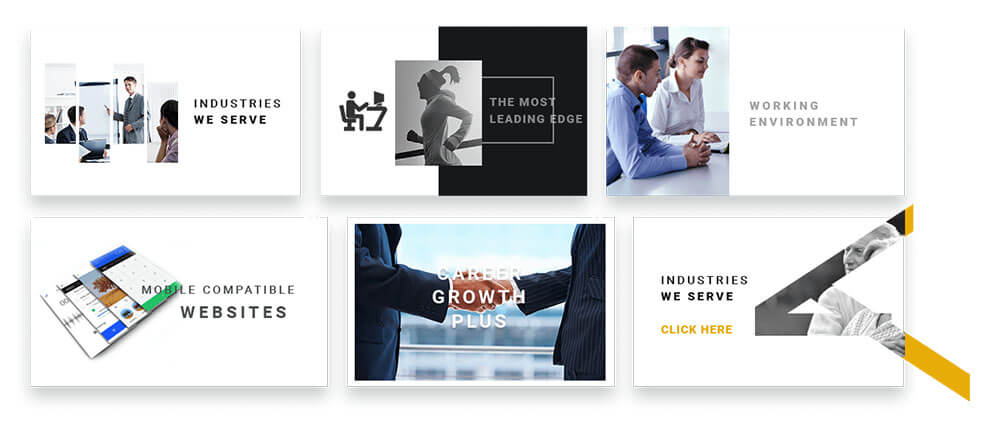 INDUSTRIES
WE SERVE
THE MOST
LEADING EDGE
WORKING
ENVIRONMENT
MOBILE COMPATIBLE
WEBSITES
CAREER
GROWTH
PLUS
INDUSTRIES
WE SERVE
CLICK HERE